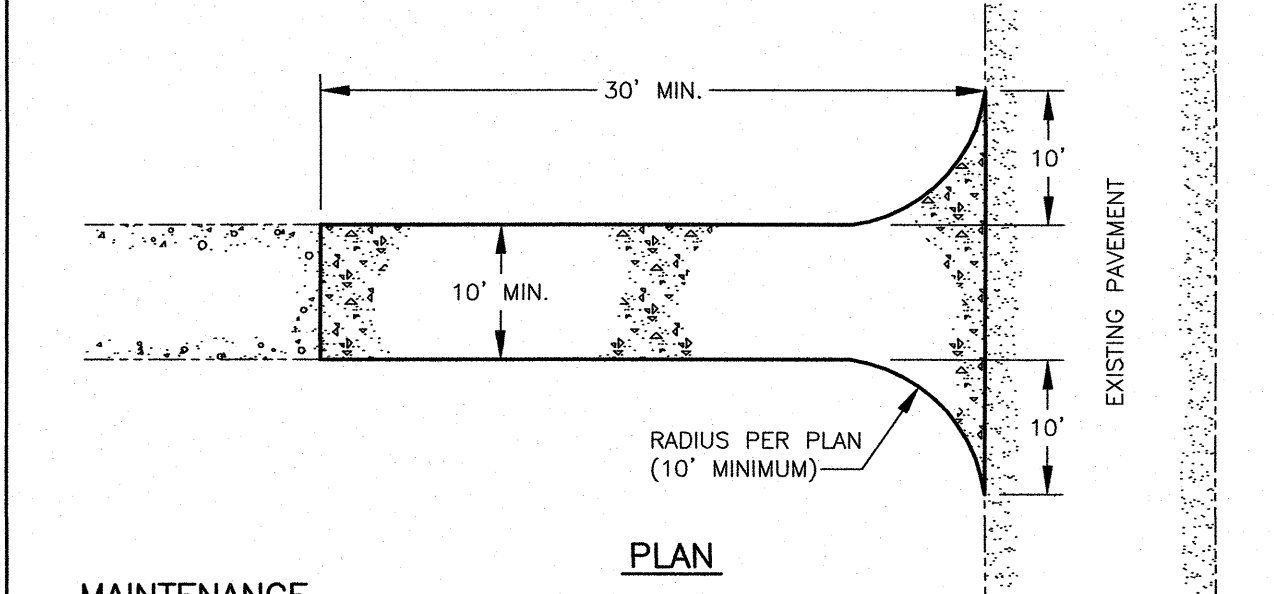 30' MIN.
10'
10' MIN.
EXISTING PAVEMENT
10'
RADIUS PER PLAN
(10' MINIMUM)
PLAN
MAINTENANCE